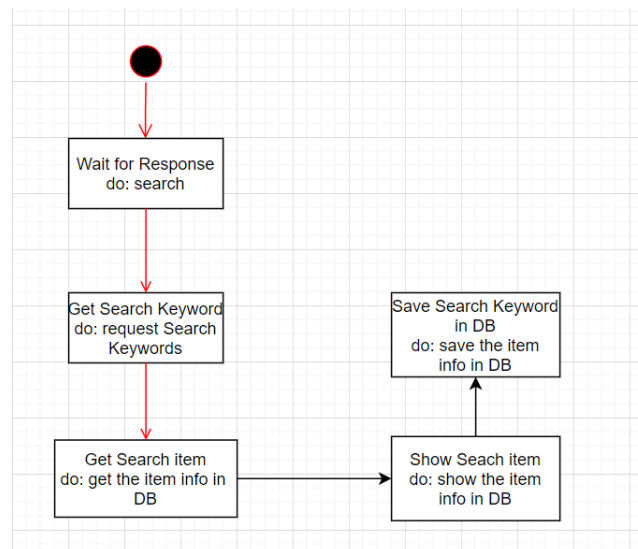 Wait for Response
do: search
Get Search Keyword
do: request Search
Keywords
Save Search Keyword
in DB
do: save the item
info in DB
Get Search item
do: get the item info in
DB
Show Seach item
do: show the item
info in DB